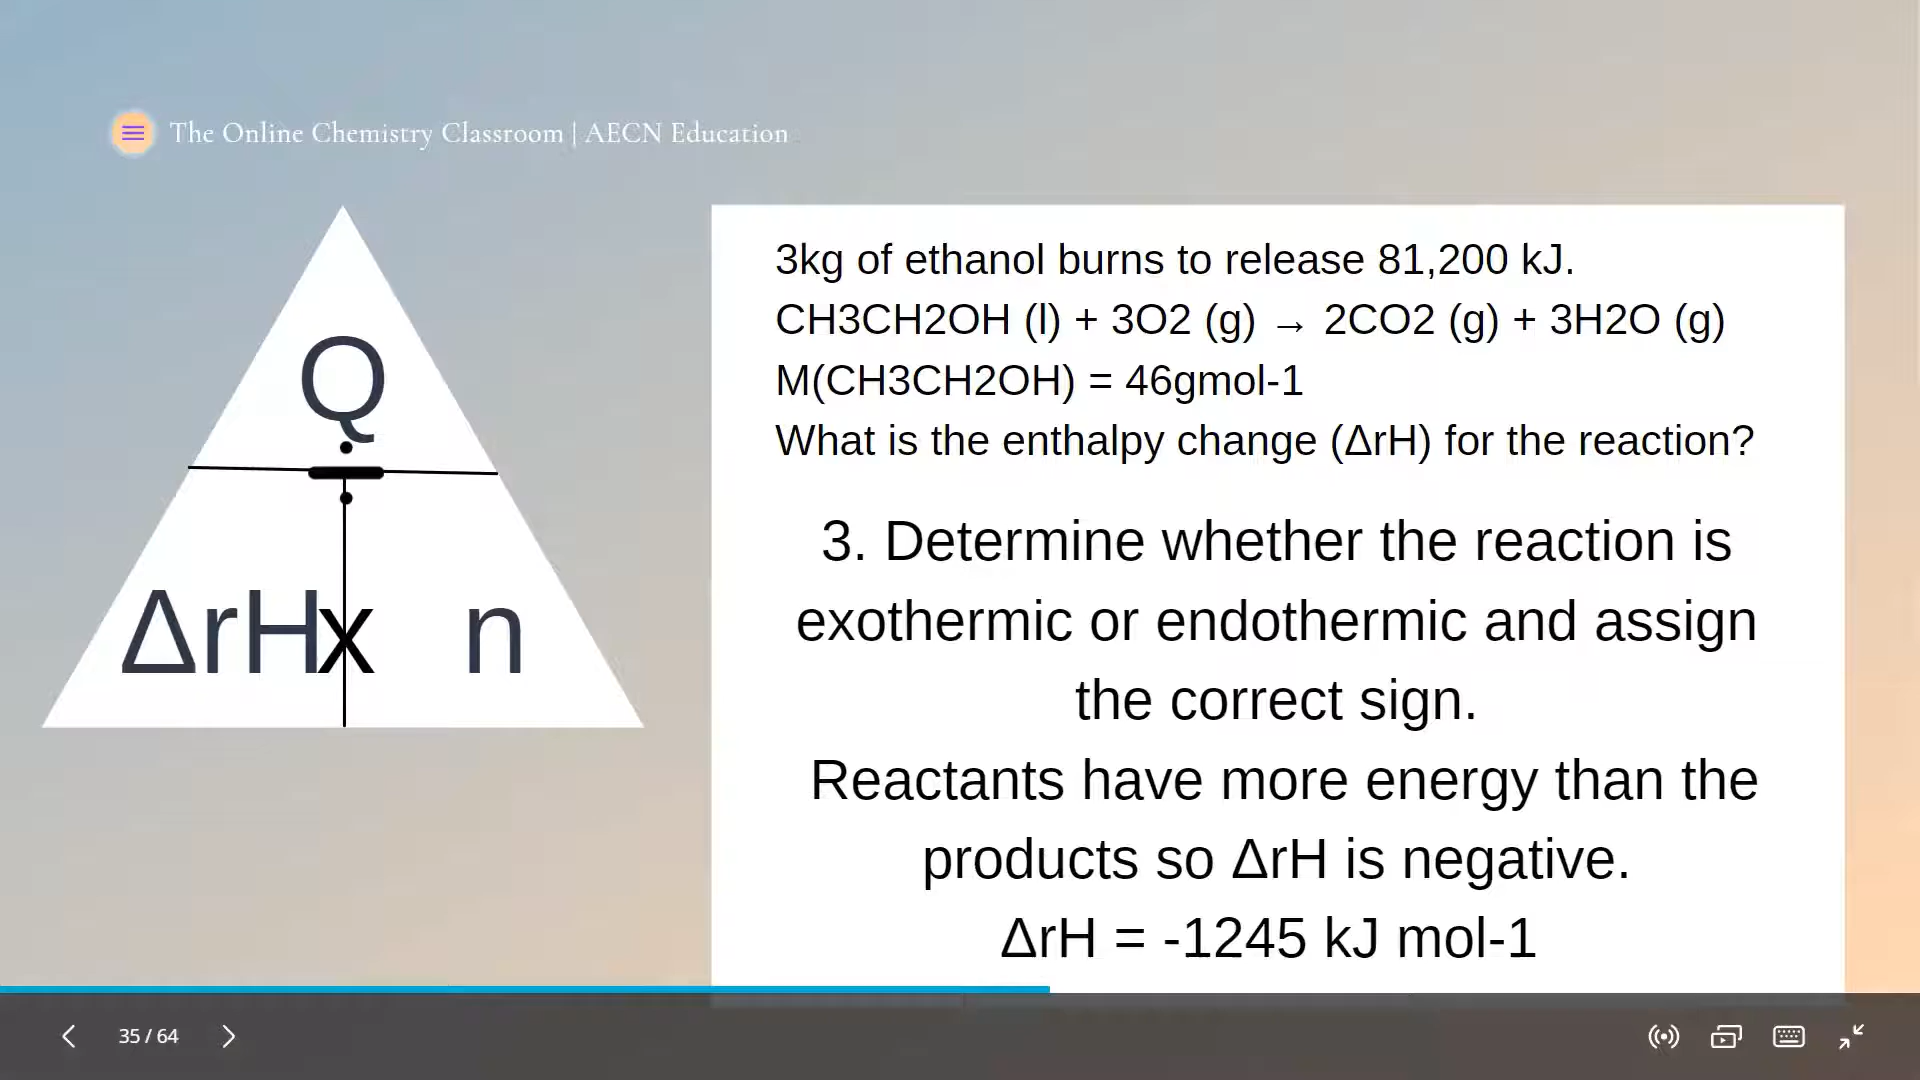 The Online Chemistry Classroom | AECN Education
Q
ΔrH x n
3kg of ethanol burns to release 81,200 kJ.
CH3CH2OH (l) + 3O2 (g) → 2CO2 (g) + 3H2O (g)
M(CH3CH2OH) = 46gmol-1
What is the enthalpy change (ΔrH) for the reaction?
3. Determine whether the reaction is
exothermic or endothermic and assign
the correct sign.
Reactants have more energy than the
products so ΔrH is negative.
ΔrH = -1245 kJ mol-1
35 / 64